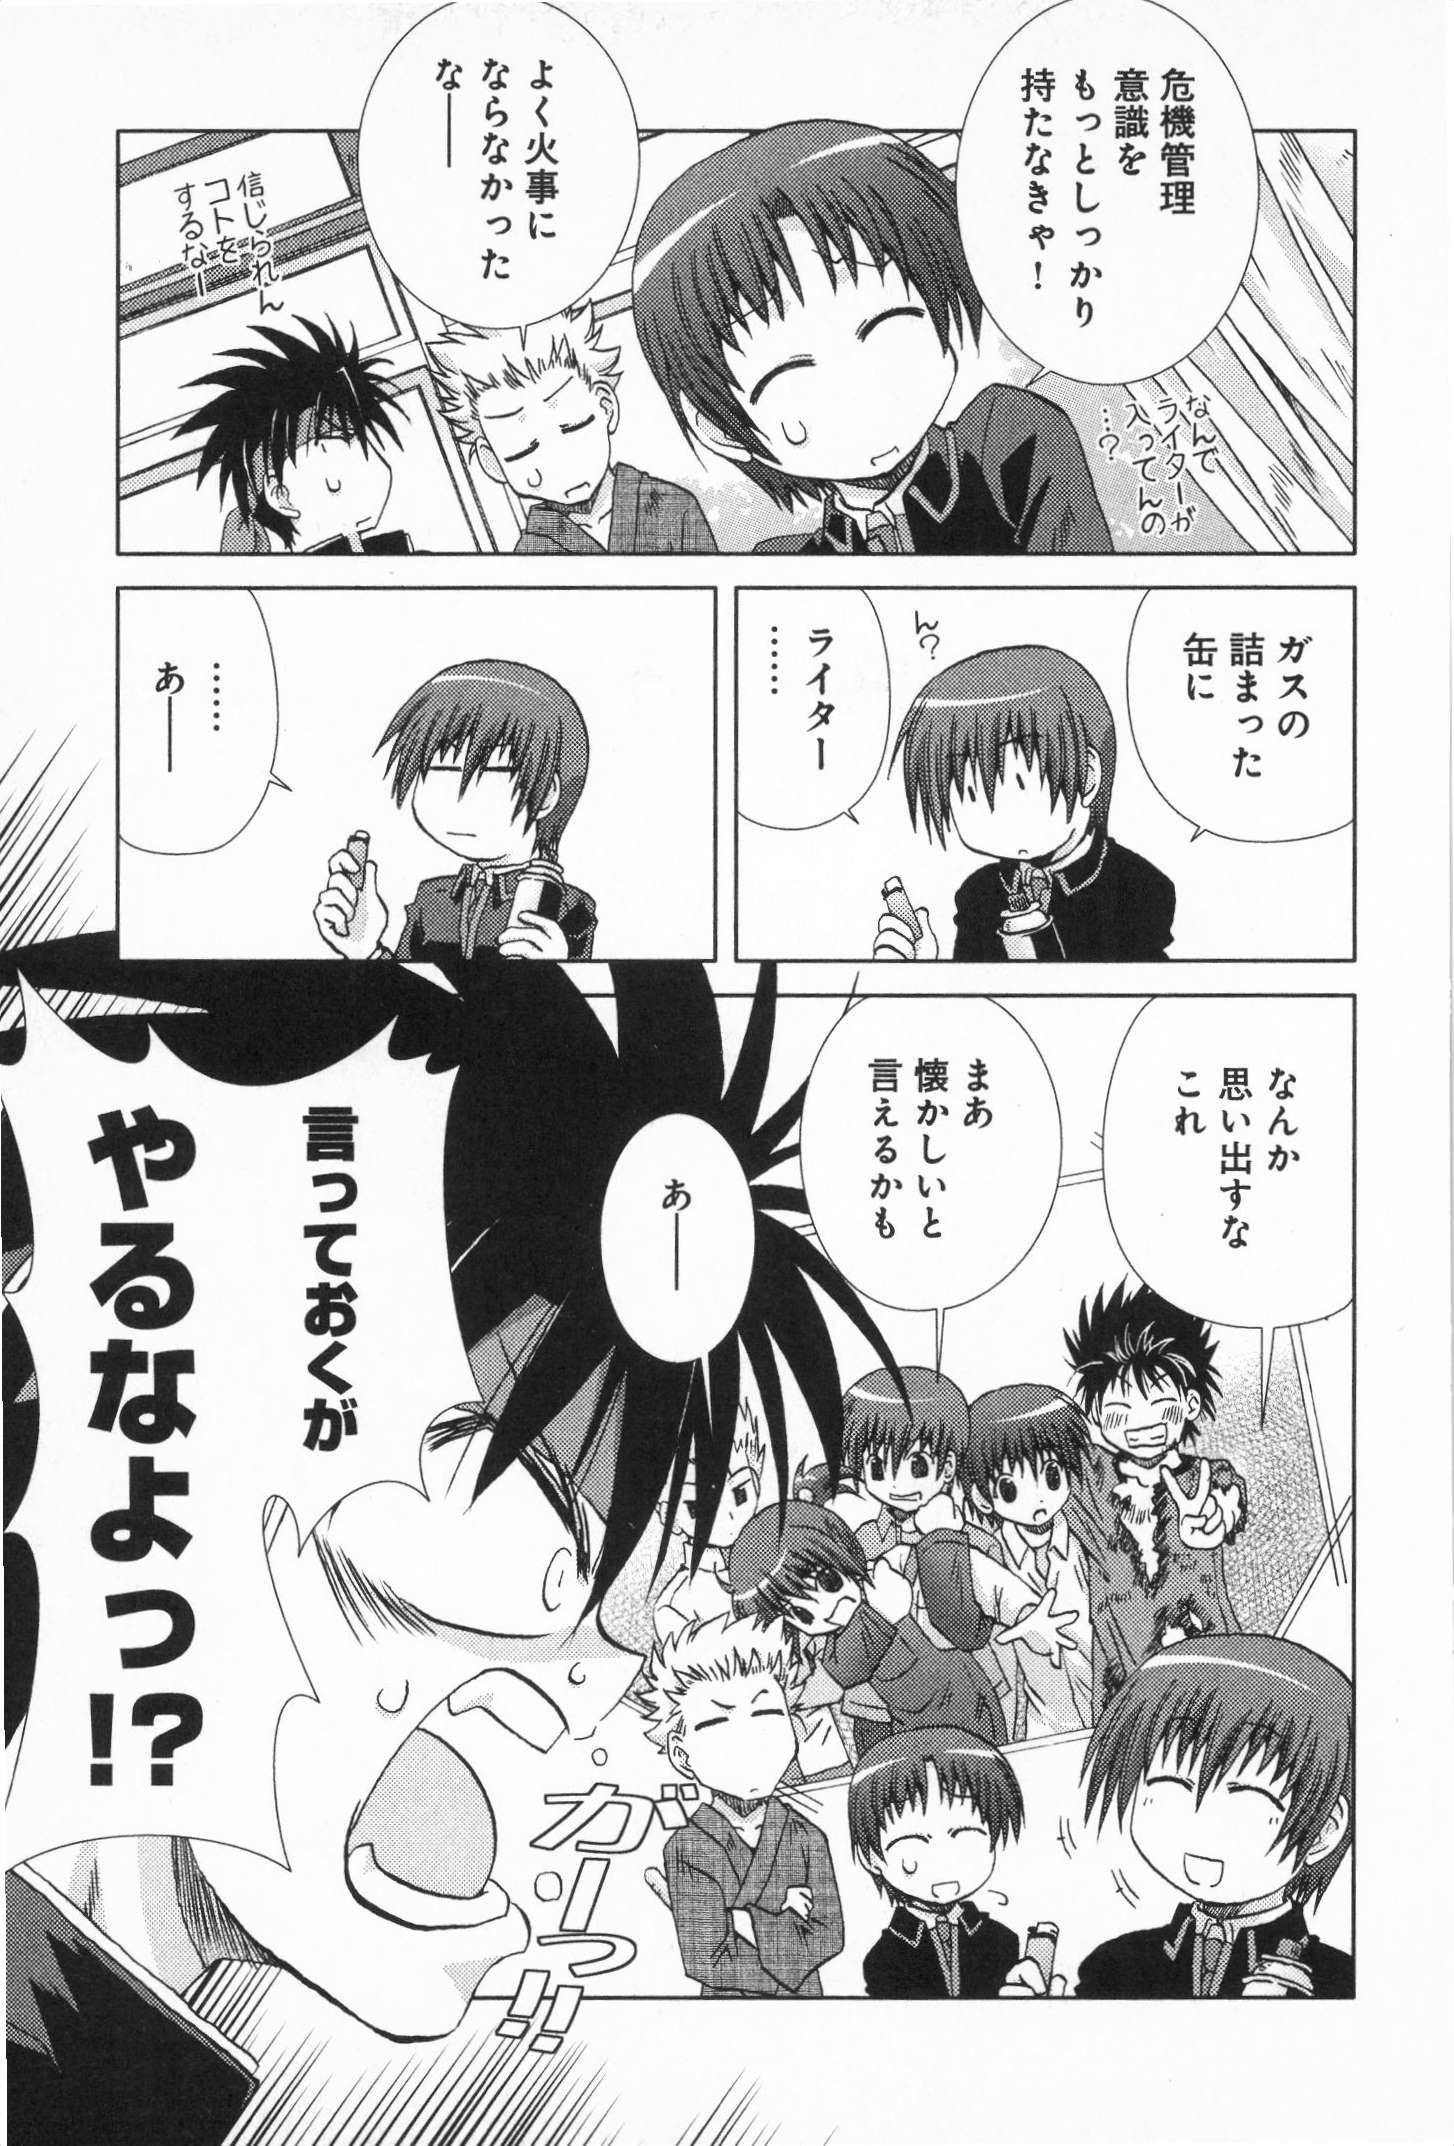 危機管理
意識を
もっとしっかり
持たなきゃ！
なんで
ライターが
入ってんの
…？
よく火事に
ならなかった
なー
信じられん
コトを
するなー
ガスの
詰まった
缶に
ん？
ライター
……
……
あー
なんか
思い出すな
これ
まあ
懐かしいと
言えるかも
あー
言っておくが
やるなよっ!?
ガーっ!!